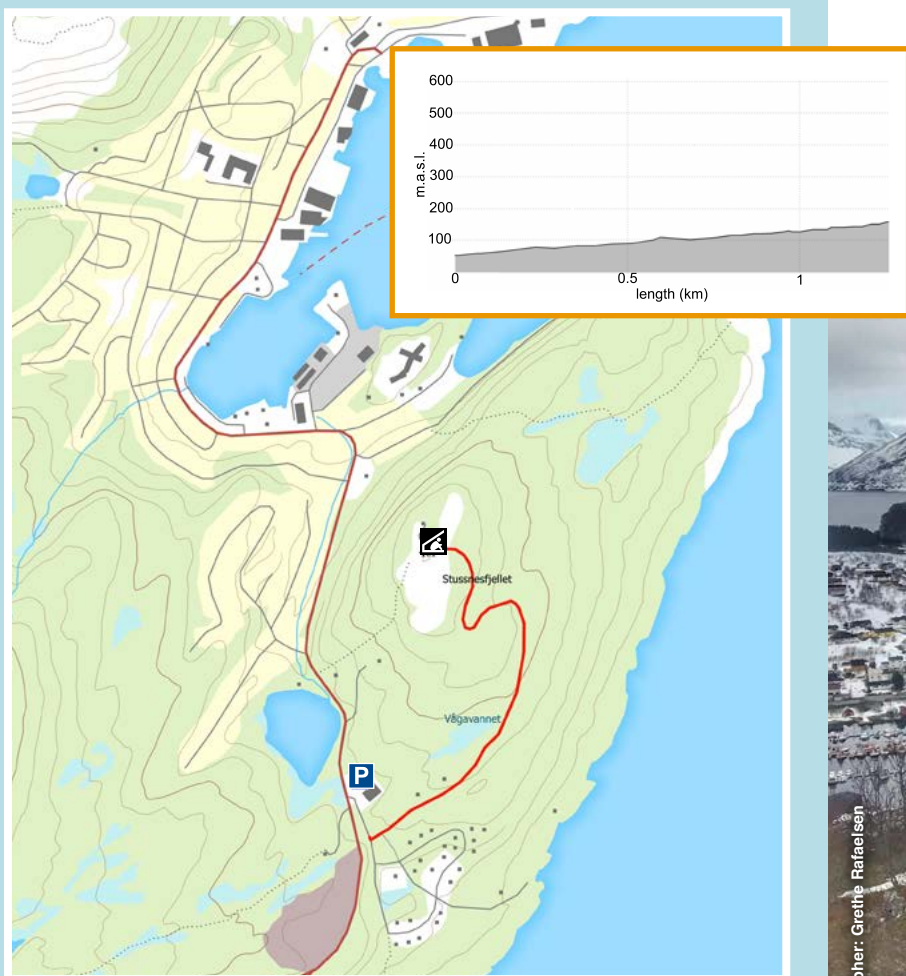 600
500
400
300
200
100
m.a.s.l.
0
0.5
1
length (km)
Stussnesfjellet
Vågavannet
P
pher: Grethe Rafaelsen